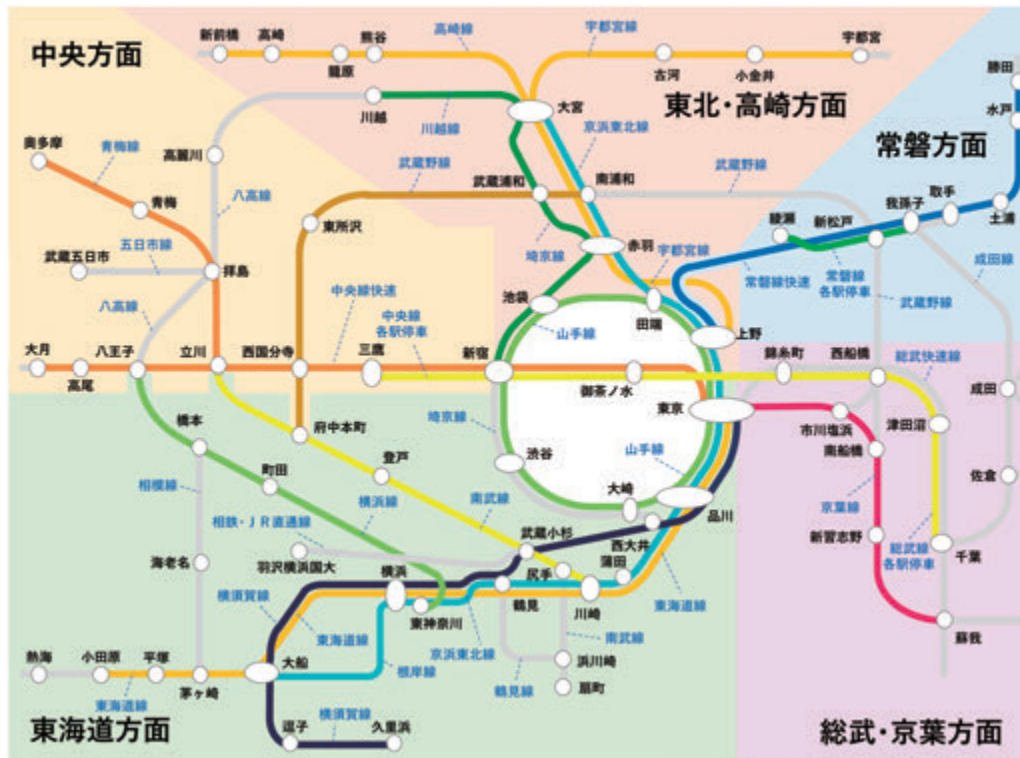 中央方面
新前橋
高崎
籠原
熊谷
高崎線
宇都宮線
古河
小金井
宇都宮
大宮
東北・高崎方面
勝田
水戸
常磐方面
川越
川越線
京浜東北線
奥多摩
青梅線
高麗川
武蔵野線
武蔵浦和
南浦和
武蔵野線
我孫子
取手
土浦
青梅
八高線
東所沢
綾瀬
新松戸
五日市線
武蔵五日市
拝島
埼京線
赤羽
宇都宮線
常磐線快速
常磐線
各駅停車
成田線
武蔵野線
八高線
中央線快速
中央線
各駅停車
池袋
山手線
田端
上野
大月
高尾
八王子
立川
西国分寺
三鷹
新宿
御茶ノ水
錦糸町
西船橋
総武快速線
東京
成田
橋本
府中本町
埼京線
市川塩浜
津田沼
南船橋
町田
登戸
渋谷
山手線
大崎
品川
佐倉
相模線
横浜線
南武線
京葉線
相鉄・JR直通線
武蔵小杉
西大井
新習志野
総武線
各駅停車
千葉
海老名
羽沢横浜国大
横浜
尻手
蒲田
横須賀線
東神奈川
鶴見
川崎
東海道線
東海道線
京浜東北線
南武線
蘇我
熱海
小田原
平塚
大船
根岸線
浜川崎
鶴見線
扇町
東海道線
茅ヶ崎
横須賀線
東海道方面
逗子
久里浜
総武・京葉方面